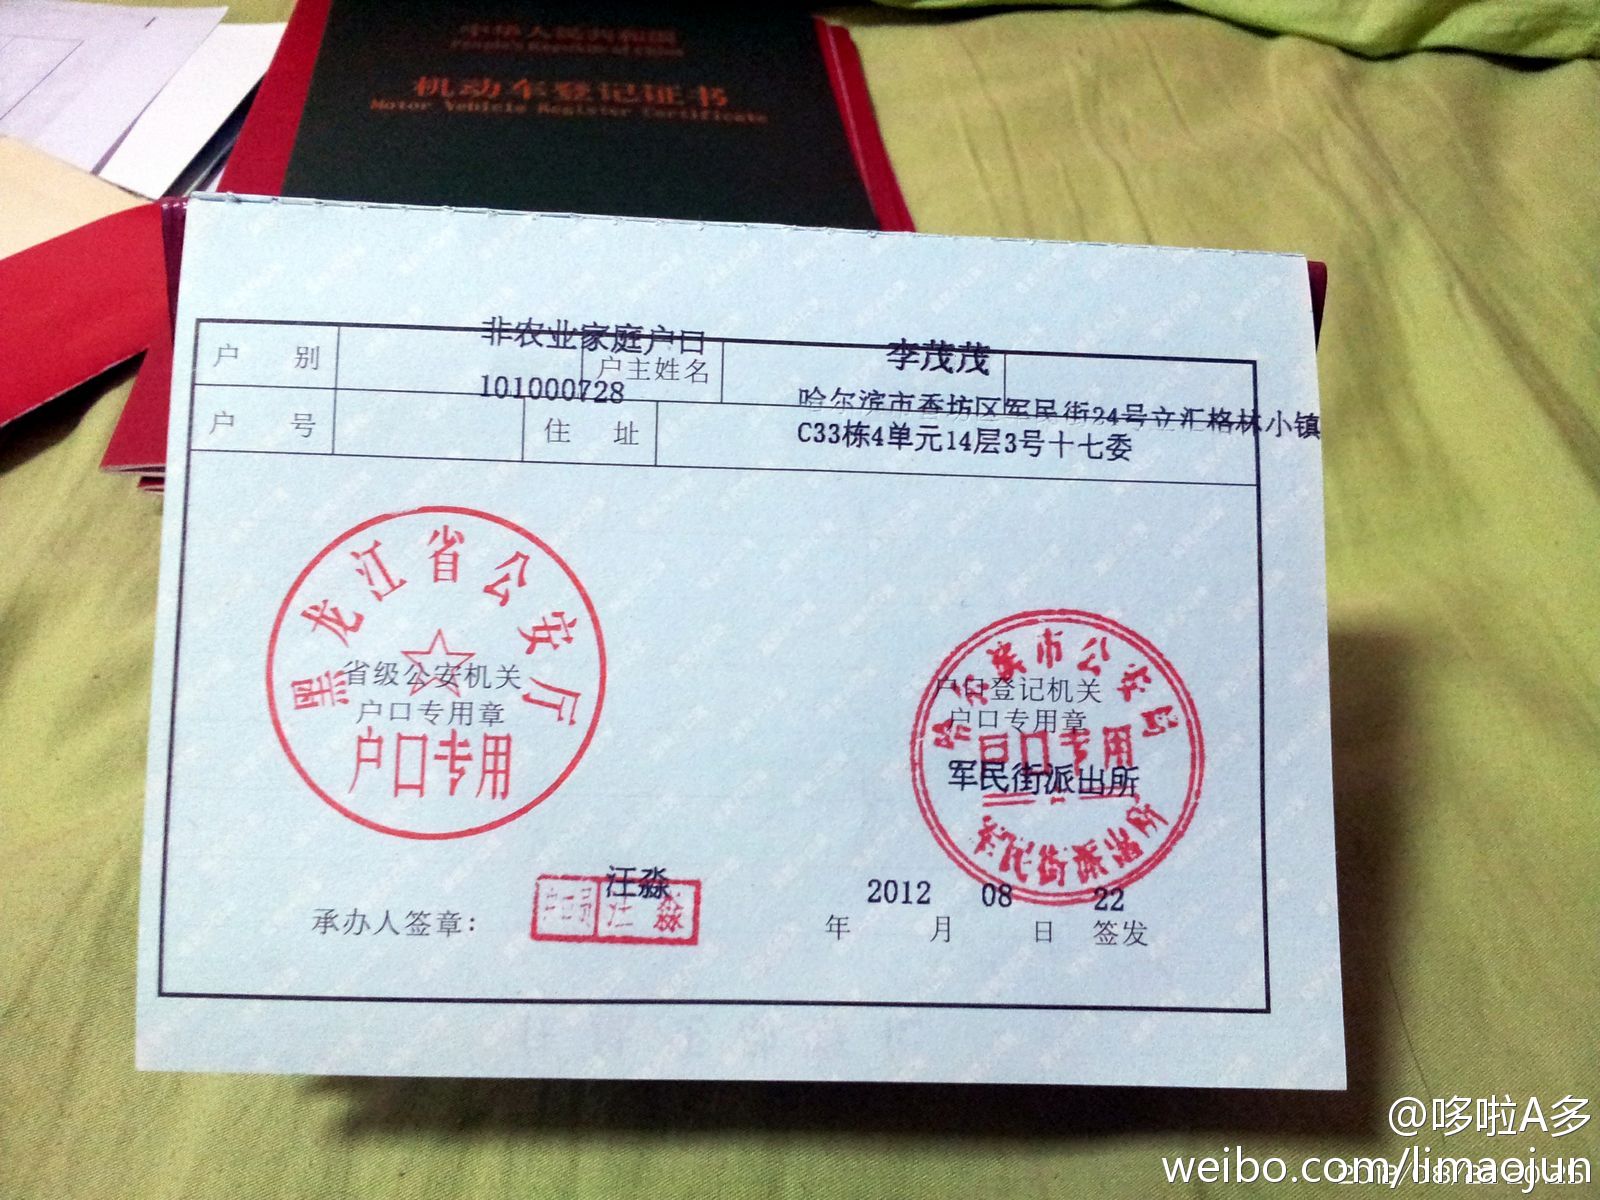 中华人民共和国
People's Republic of China
机动车登记证书
Motor Vehicle Register Certificate
户 别
非农业家庭户口
户主姓名
李茂茂
户 号
101000728
住 址
哈尔滨市香坊区军民街24号立汇格林小镇
C33栋4单元14层3号十七委
黑龙江省公安厅
省级公安机关
户口专用章
户口专用
哈尔滨市公安局
户口登记机关
户口专用章
户口专用
军民街派出所
军民街派出所
承办人签章:
汪淼
户口员 汪淼
2012 08 22
年 月 日 签发
@哆啦A多
weibo.com/limaojun